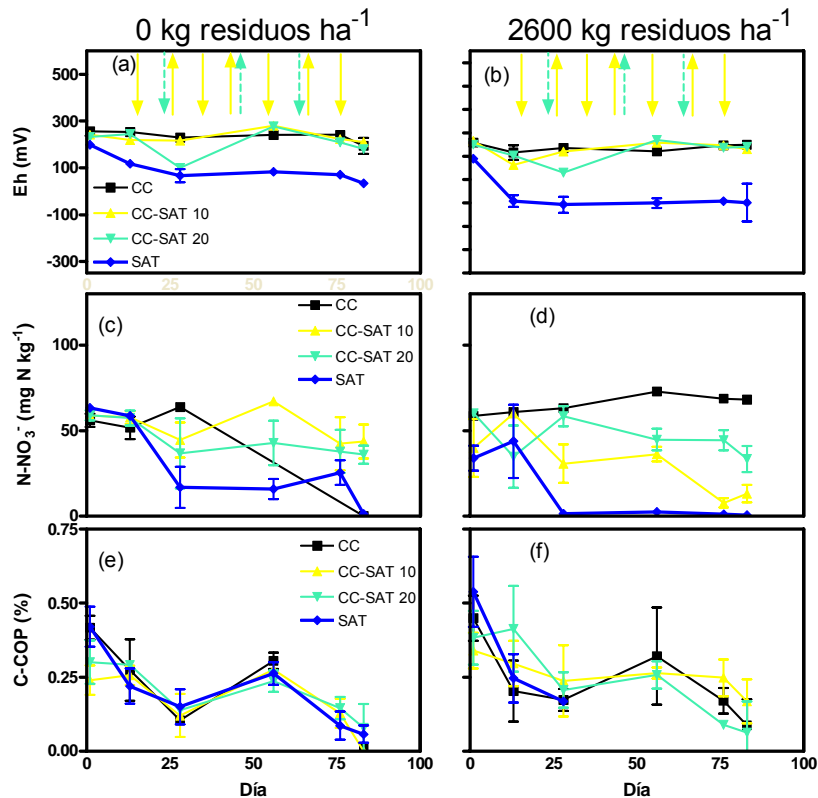 0 kg residuos ha⁻¹
2600 kg residuos ha⁻¹
(a)
(b)
500
300
100
-100
-300
Eh (mV)
CC
CC-SAT 10
CC-SAT 20
SAT
0
25
50
75
100
(c)
(d)
100
50
0
N-NO₃⁻ (mg N kg⁻¹)
CC
CC-SAT 10
CC-SAT 20
SAT
(e)
(f)
0.75
0.50
0.25
0.00
C-COP (%)
CC
CC-SAT 10
CC-SAT 20
SAT
0
25
50
75
100
0
25
50
75
100
Día
Día